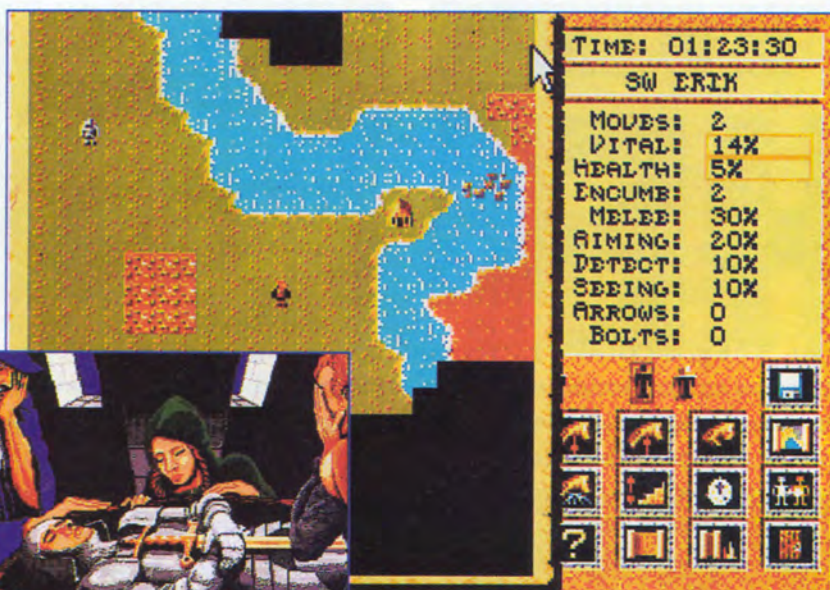 TIME: 01:23:30
SW ERIK
MOVES: 2
VITAL: 14%
HEALTH: 5%
ENCUMB: 2
MELEE: 30%
AIMING: 20%
DETECT: 10%
SEEING: 10%
ARROWS: 0
BOLTS: 0
?